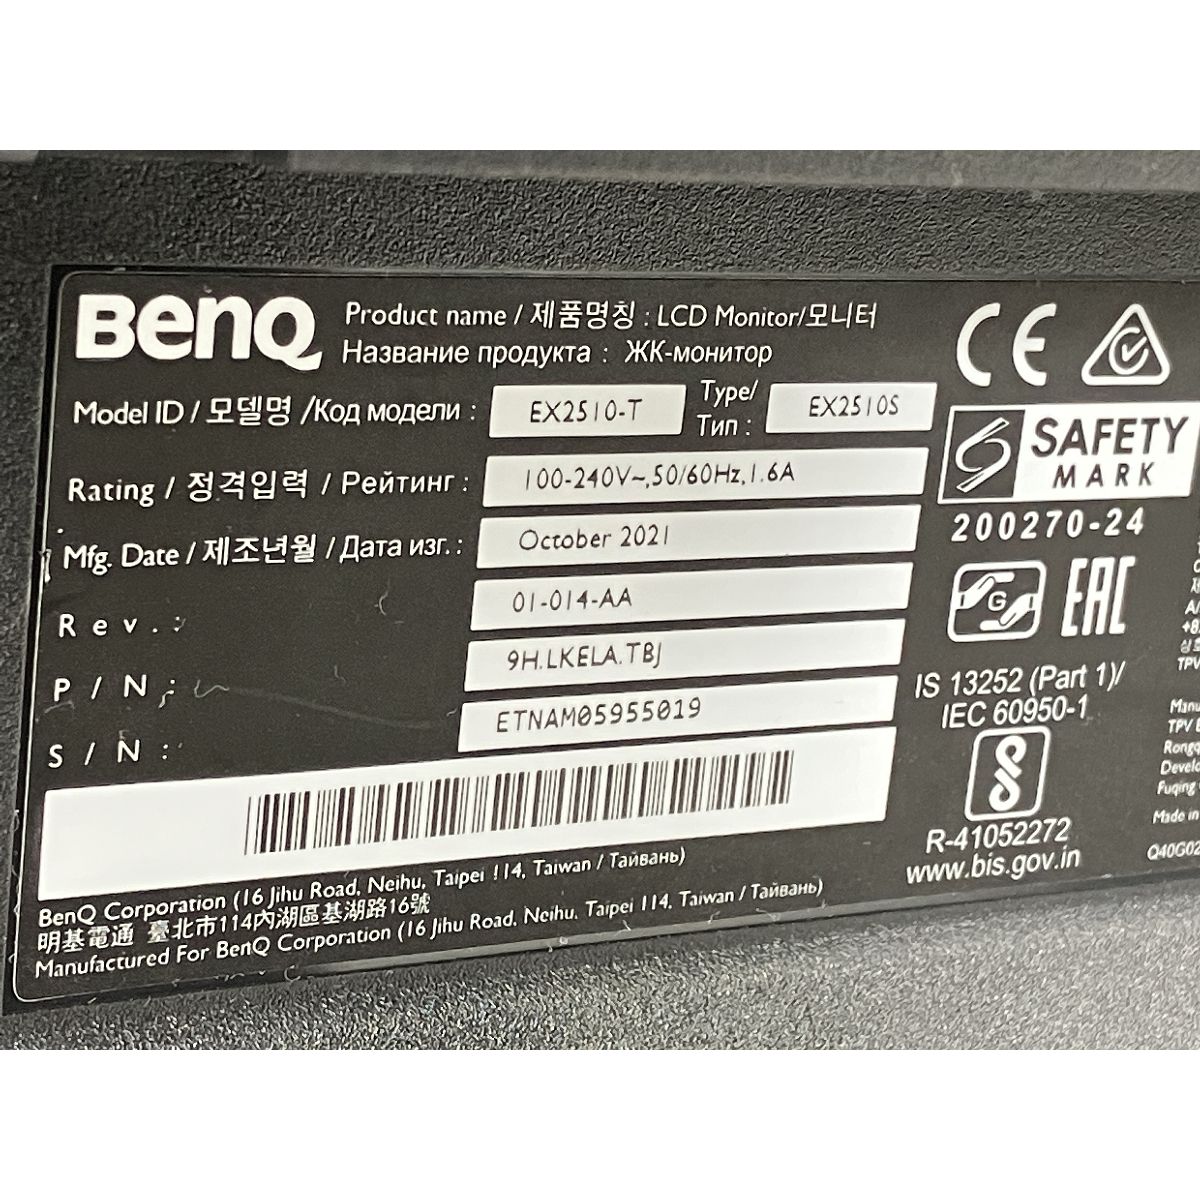 BenQ
Product name / 제품명칭 : LCD Monitor/모니터
Название продукта : ЖК-монитор
Model ID / 모델명 /Код модели : EX2510-T Type/ Тип : EX2510S
Rating / 정격입력 / Рейтинг : 100-240V~,50/60Hz,1.6A
Mfg. Date / 제조년월 / Дата изг. : October 2021
Rev. : 01-014-AA
P/N : 9H.LKELA.TBJ
S/N : ETNAM05955019
BenQ Corporation (16 Jihu Road, Neihu, Taipei 114, Taiwan / Тайвань)
明基電通 臺北市114內湖區基湖路16號
Manufactured For BenQ Corporation (16 Jihu Road, Neihu, Taipei 114, Taiwan / Тайвань)
CE
SAFETY
MARK
200270-24
G
EAC
IS 13252 (Part 1)/
IEC 60950-1
R-41052272
www.bis.gov.in
TPV
Made in
Q40G02